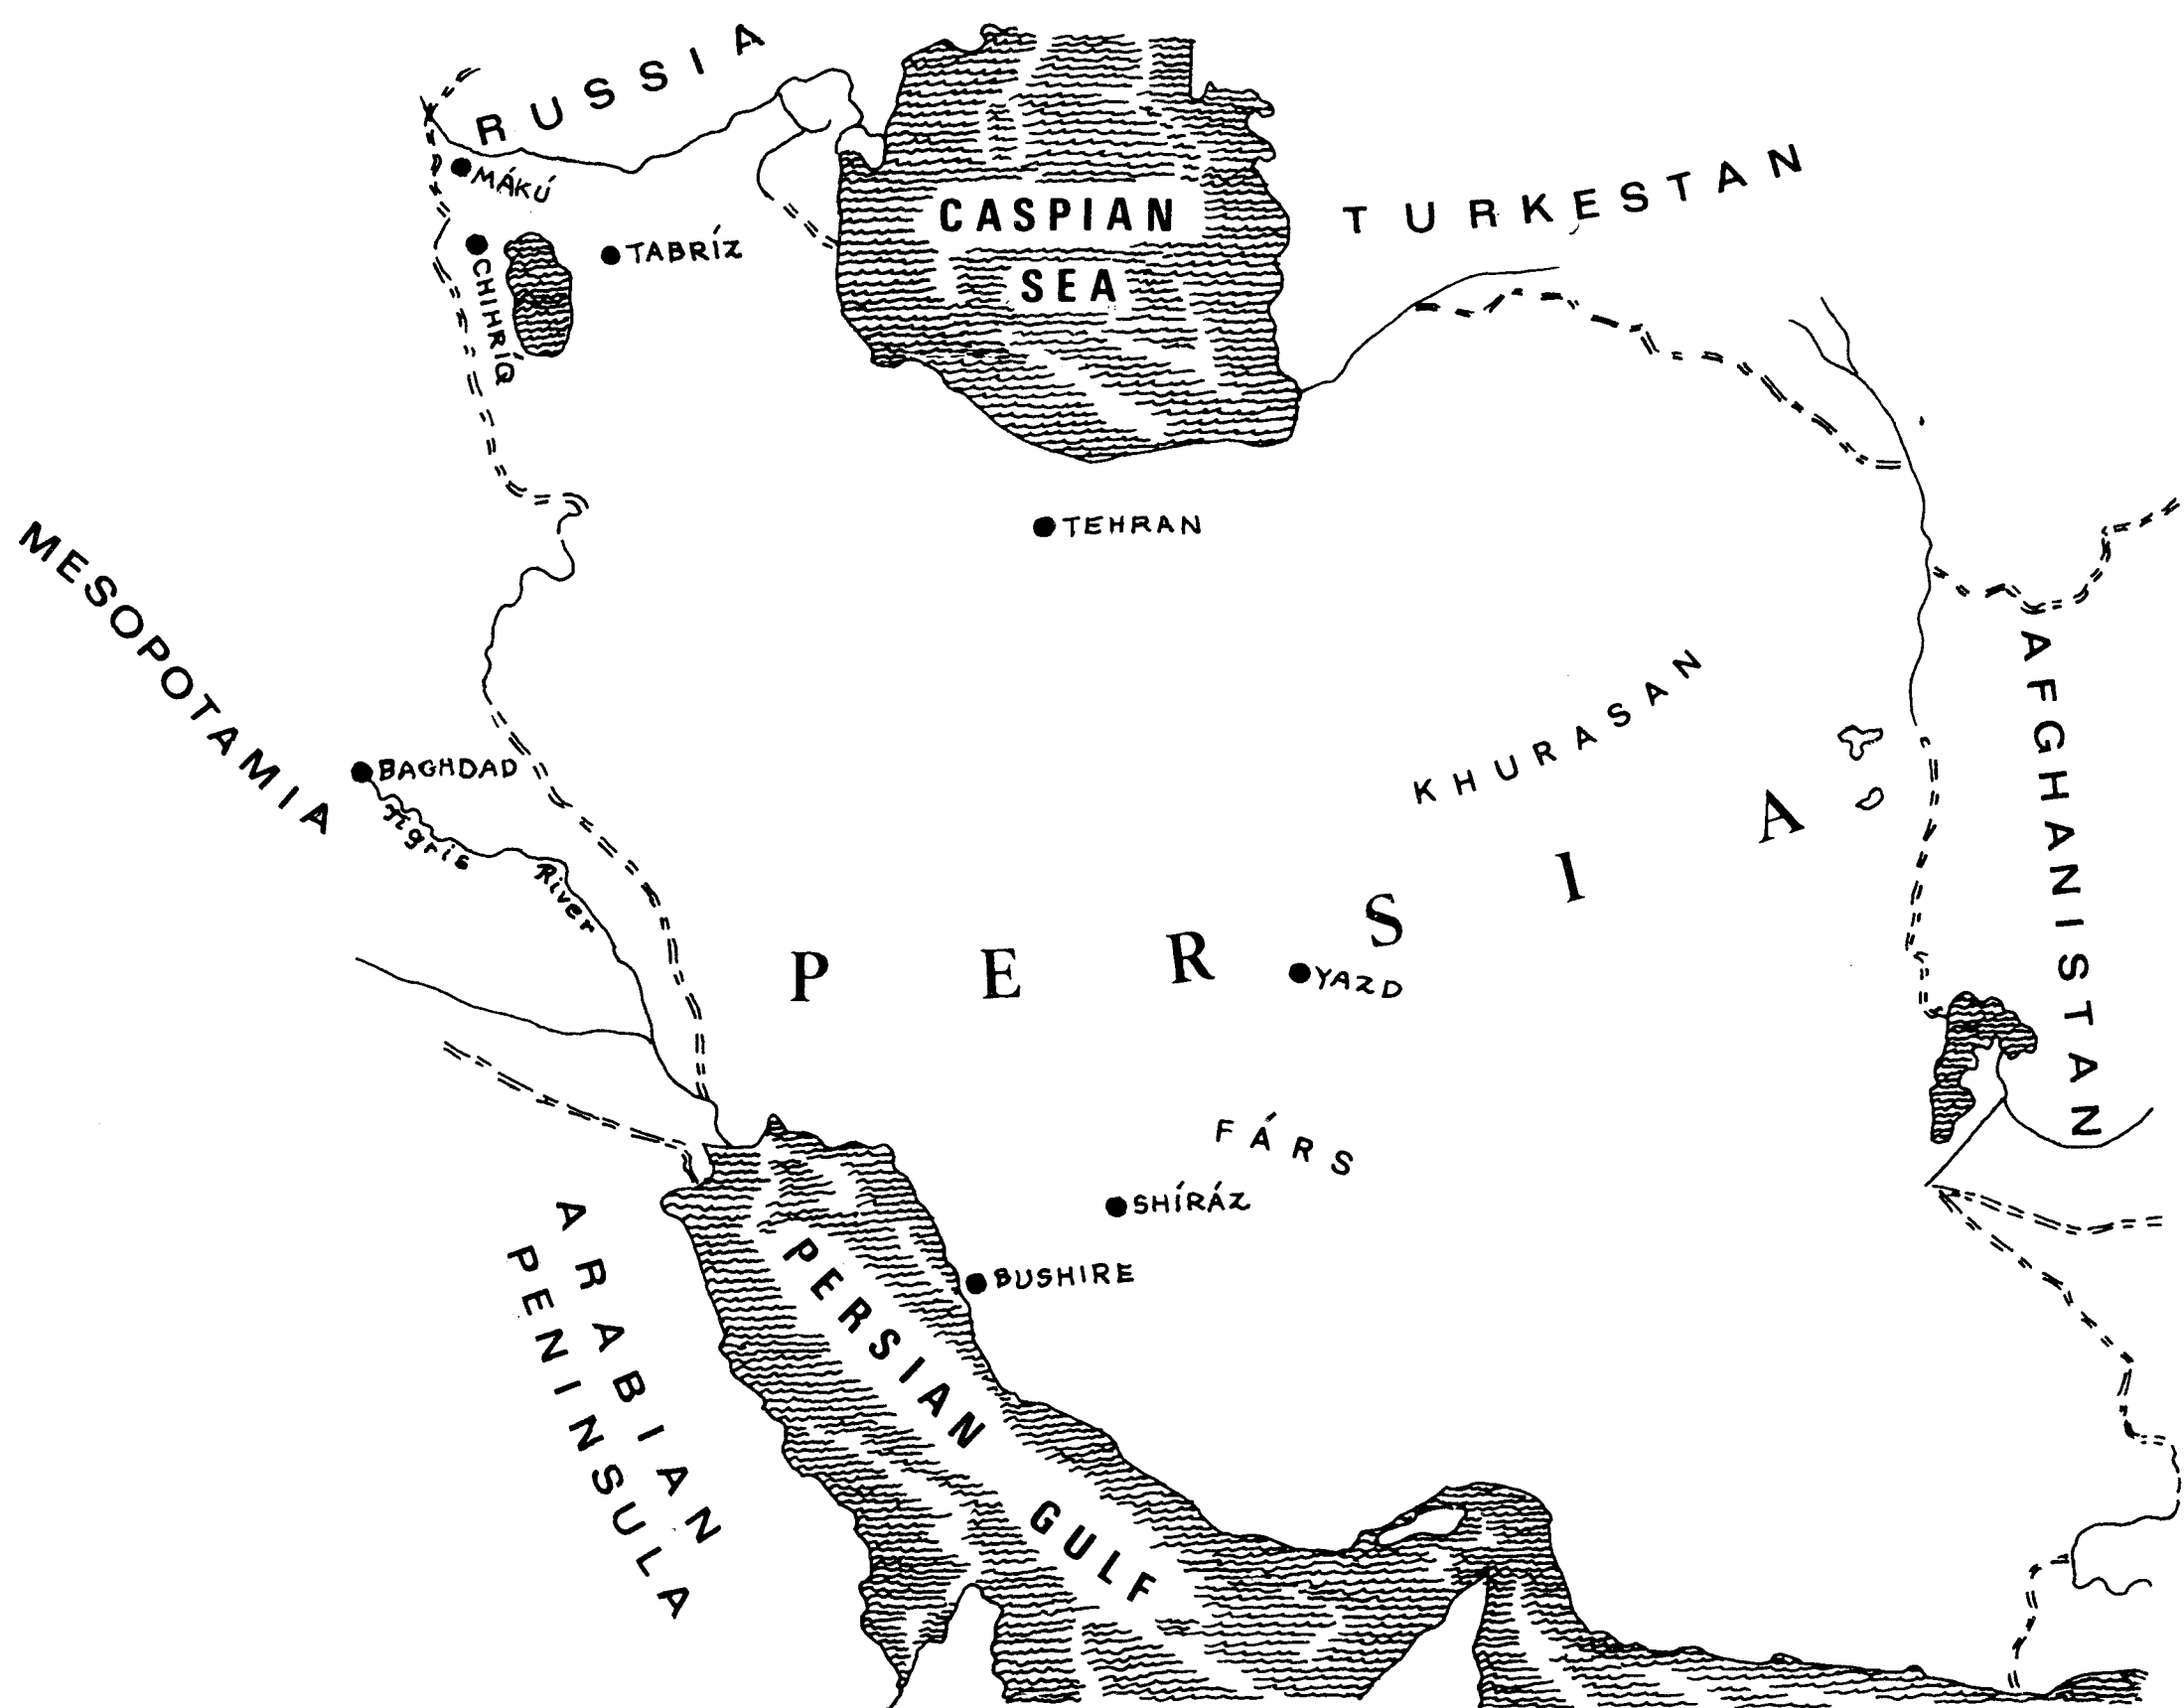 RUSSIA
MÁKÚ
CASPIAN
SEA
TURKESTAN
TABRÍZ
CHIHRÍQ
TEHRAN
MESOPOTAMIA
AFGHANISTAN
KHURASAN
BAGHDAD
Tigris River
PERSIA
YAZD
FÁRS
SHÍRÁZ
BUSHIRE
ARABIAN
PENINSULA
PERSIAN GULF